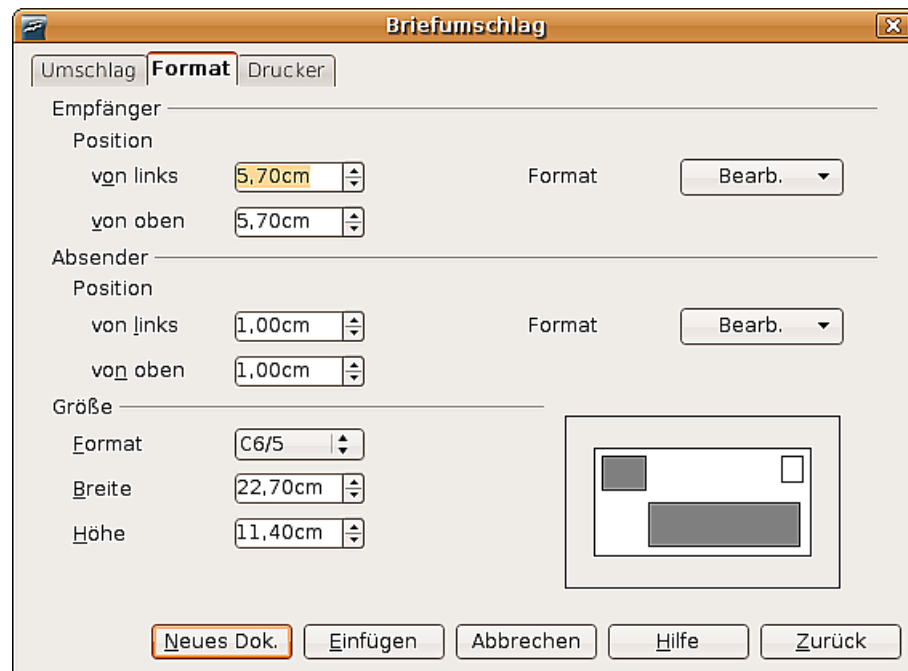 Briefumschlag
Umschlag Format Drucker
Empfänger
Position
von links 5,70cm Format Bearb.
von oben 5,70cm
Absender
Position
von links 1,00cm Format Bearb.
von oben 1,00cm
Größe
Format C6/5
Breite 22,70cm
Höhe 11,40cm
Neues Dok. Einfügen Abbrechen Hilfe Zurück